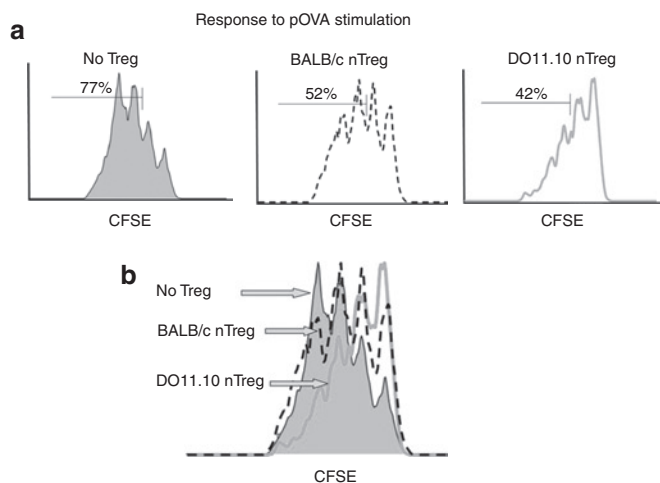 Response to pOVA stimulation
a
No Treg
BALB/c nTreg
DO11.10 nTreg
77%
52%
42%
CFSE
CFSE
CFSE
b
No Treg
BALB/c nTreg
DO11.10 nTreg
CFSE